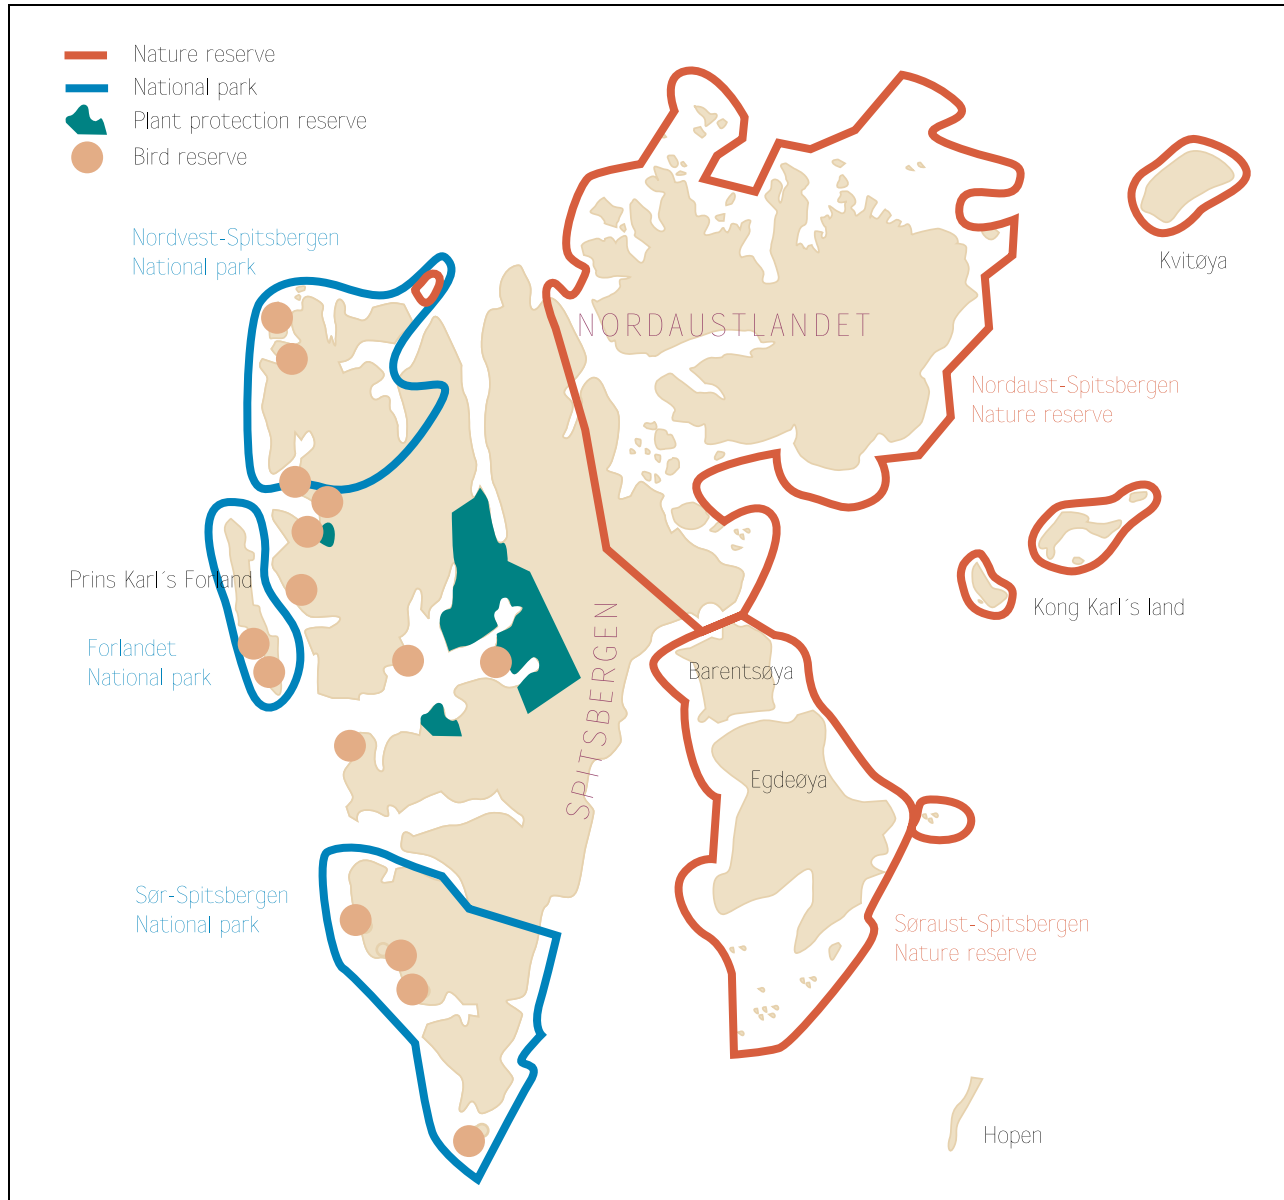 Nature reserve
National park
Plant protection reserve
Bird reserve
Nordvest-Spitsbergen
National park
Kvitøya
NORDAUSTLANDET
Nordaust-Spitsbergen
Nature reserve
Prins Karl´s Forland
Kong Karl´s land
Forlandet
National park
SPITSBERGEN
Barentsøya
Egdeøya
Sør-Spitsbergen
National park
Søraust-Spitsbergen
Nature reserve
Hopen